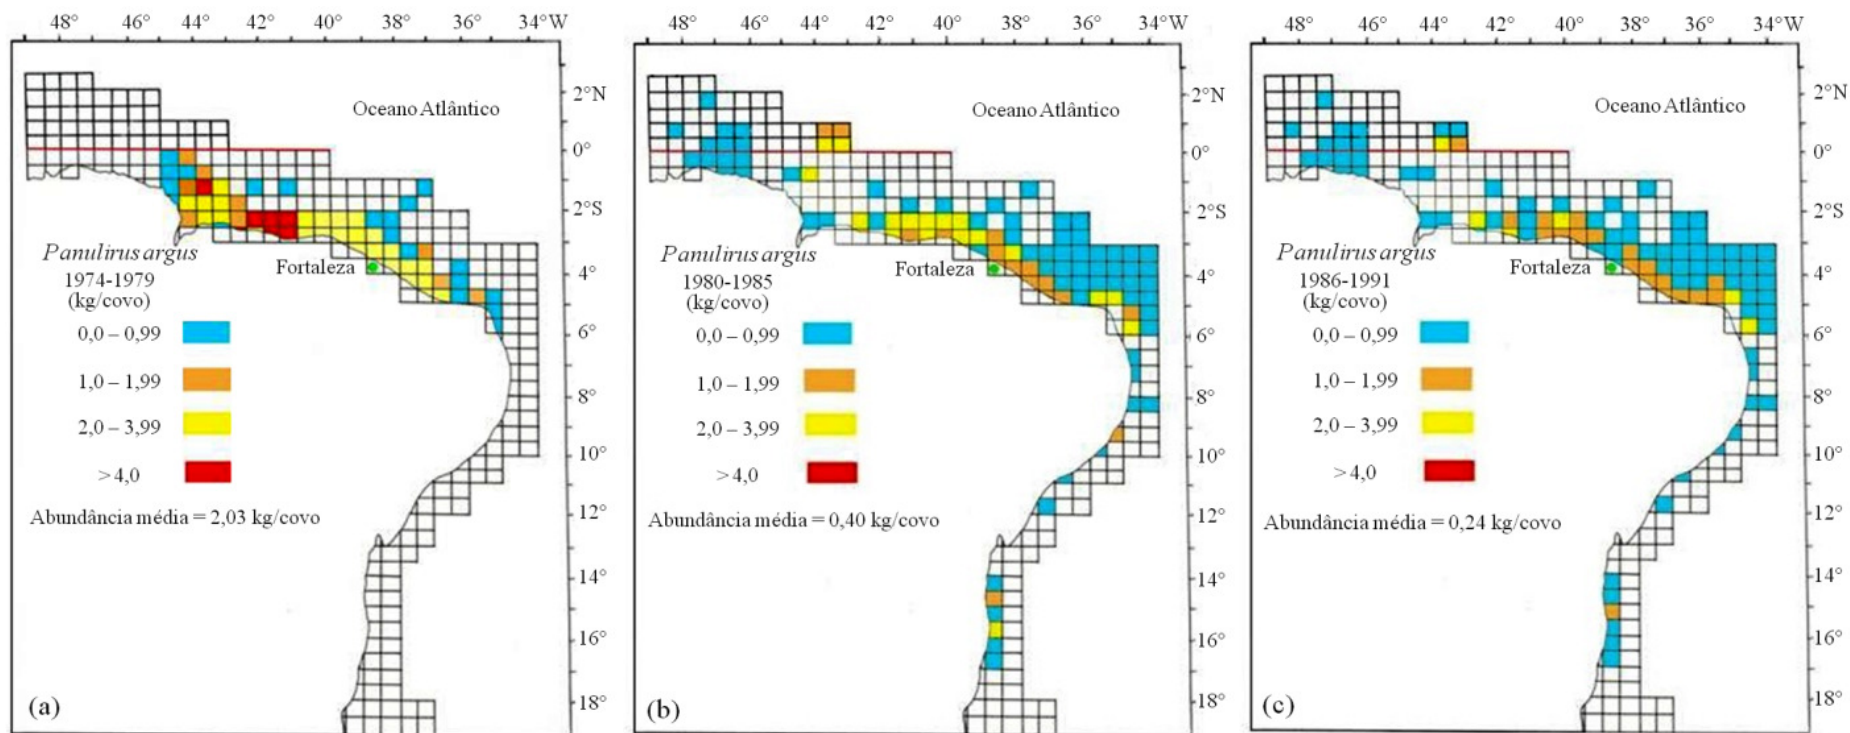 48° 46° 44° 42° 40° 38° 36° 34°W
Oceano Atlântico
2°N
0°
2°S
Panulirus argus
1974-1979
(kg/covo)
Fortaleza
4°
0,0 – 0,99
6°
1,0 – 1,99
8°
2,0 – 3,99
10°
> 4,0
Abundância média = 2,03 kg/covo
12°
14°
16°
18°
(a)
48° 46° 44° 42° 40° 38° 36° 34°W
Oceano Atlântico
2°N
0°
2°S
Panulirus argus
1980-1985
(kg/covo)
Fortaleza
4°
0,0 – 0,99
6°
1,0 – 1,99
8°
2,0 – 3,99
10°
> 4,0
Abundância média = 0,40 kg/covo
12°
14°
16°
18°
(b)
48° 46° 44° 42° 40° 38° 36° 34°W
Oceano Atlântico
2°N
0°
2°S
Panulirus argus
1986-1991
(kg/covo)
Fortaleza
4°
0,0 – 0,99
6°
1,0 – 1,99
8°
2,0 – 3,99
10°
> 4,0
Abundância média = 0,24 kg/covo
12°
14°
16°
18°
(c)